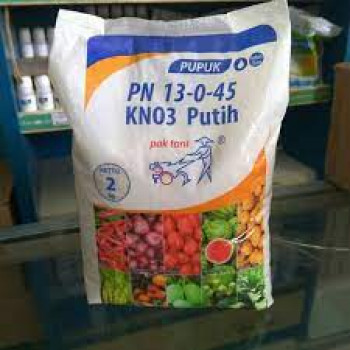 PUPUK
PN 13-0-45
KNO3 Putih
pak tani
®
NETTO
2